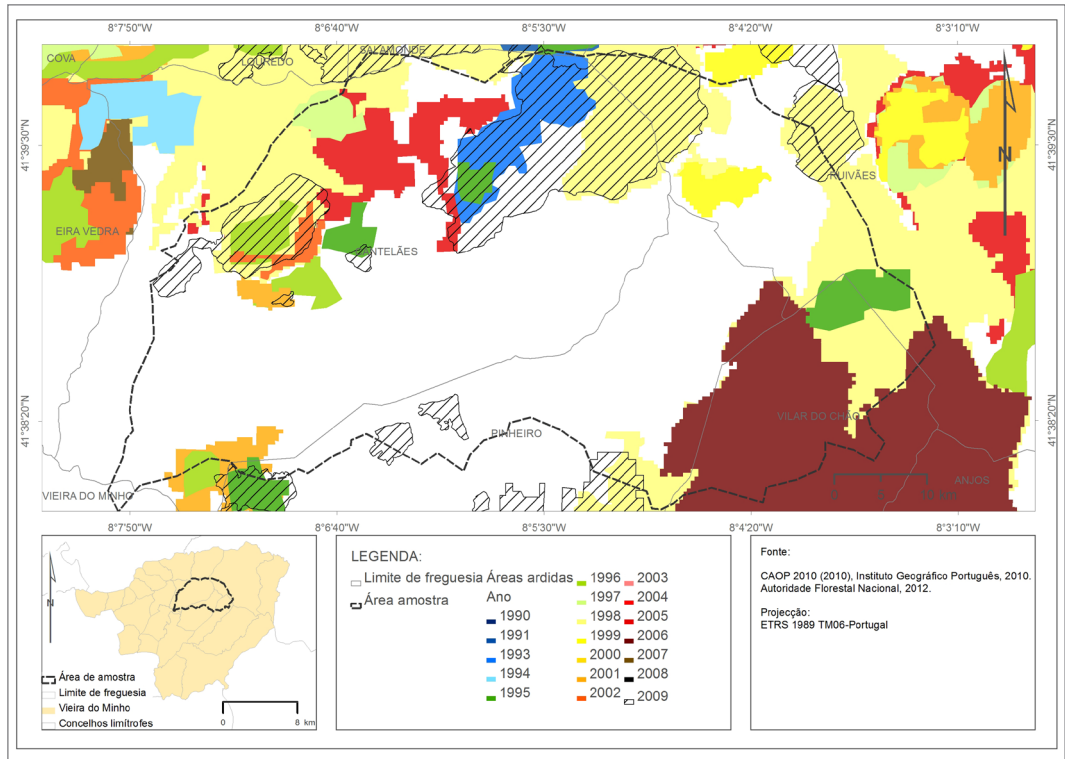 8°7'50"W 8°6'40"W 8°5'30"W 8°4'20"W 8°3'10"W
COVA
LOUREDO
SALAMONDE
41°39'30"N
41°39'30"N
N
RUIVÃES
EIRA VEDRA
CANTELÃES
41°38'20"N
41°38'20"N
VILAR DO CHÃO
PINHEIRO
ANJOS
VIEIRA DO MINHO
8°7'50"W 8°6'40"W 8°5'30"W 8°4'20"W 8°3'10"W
N
Área de amostra
Limite de freguesia
Vieira do Minho
Concelhos limítrofes
0 8 km
LEGENDA:
Limite de freguesia
Área amostra
Áreas ardidas
Ano
1990
1991
1993
1994
1995
1996
1997
1998
1999
2000
2001
2002
2003
2004
2005
2006
2007
2008
2009
Fonte:
CAOP 2010 (2010), Instituto Geográfico Português, 2010.
Autoridade Florestal Nacional, 2012.
Projecção:
ETRS 1989 TM06-Portugal